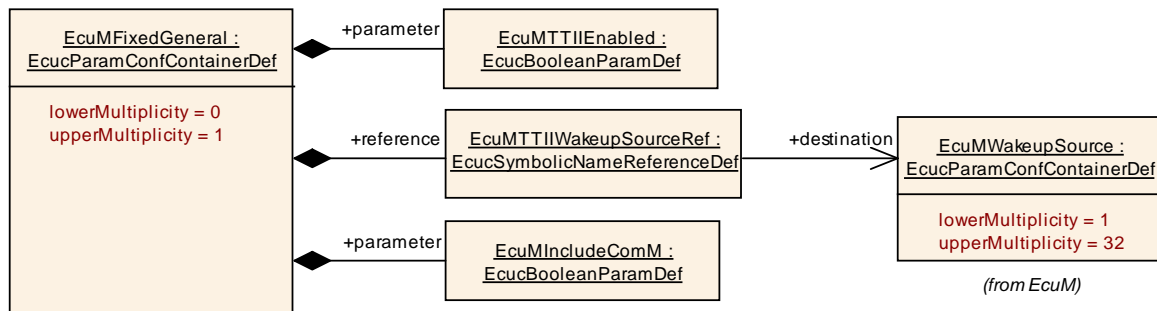 EcuMFixedGeneral :
EcucParamConfContainerDef
lowerMultiplicity = 0
upperMultiplicity = 1
+parameter
EcuMTTIIEnabled :
EcucBooleanParamDef
+reference
EcuMTTIIWakeupSourceRef :
EcucSymbolicNameReferenceDef
+destination
EcuMWakeupSource :
EcucParamConfContainerDef
lowerMultiplicity = 1
upperMultiplicity = 32
(from EcuM)
+parameter
EcuMIncludeComM :
EcucBooleanParamDef